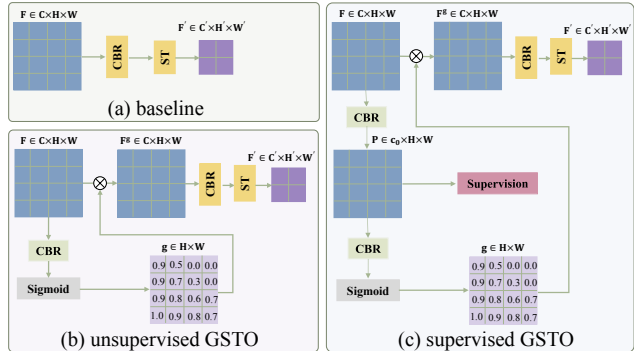 F ∈ C×H×W
F′ ∈ C′×H′×W′
CBR
ST
(a) baseline
F ∈ C×H×W
F^g ∈ C×H×W
F′ ∈ C′×H′×W′
CBR
ST
CBR
Sigmoid
g ∈ H×W
0.9 0.5 0.0 0.0
0.9 0.7 0.3 0.0
0.9 0.8 0.6 0.7
1.0 0.9 0.8 0.7
(b) unsupervised GSTO
F ∈ C×H×W
F^g ∈ C×H×W
F′ ∈ C′×H′×W′
CBR
ST
CBR
P ∈ c₀×H×W
Supervision
CBR
Sigmoid
g ∈ H×W
0.9 0.5 0.0 0.0
0.9 0.7 0.3 0.0
0.9 0.8 0.6 0.7
1.0 0.9 0.8 0.7
(c) supervised GSTO